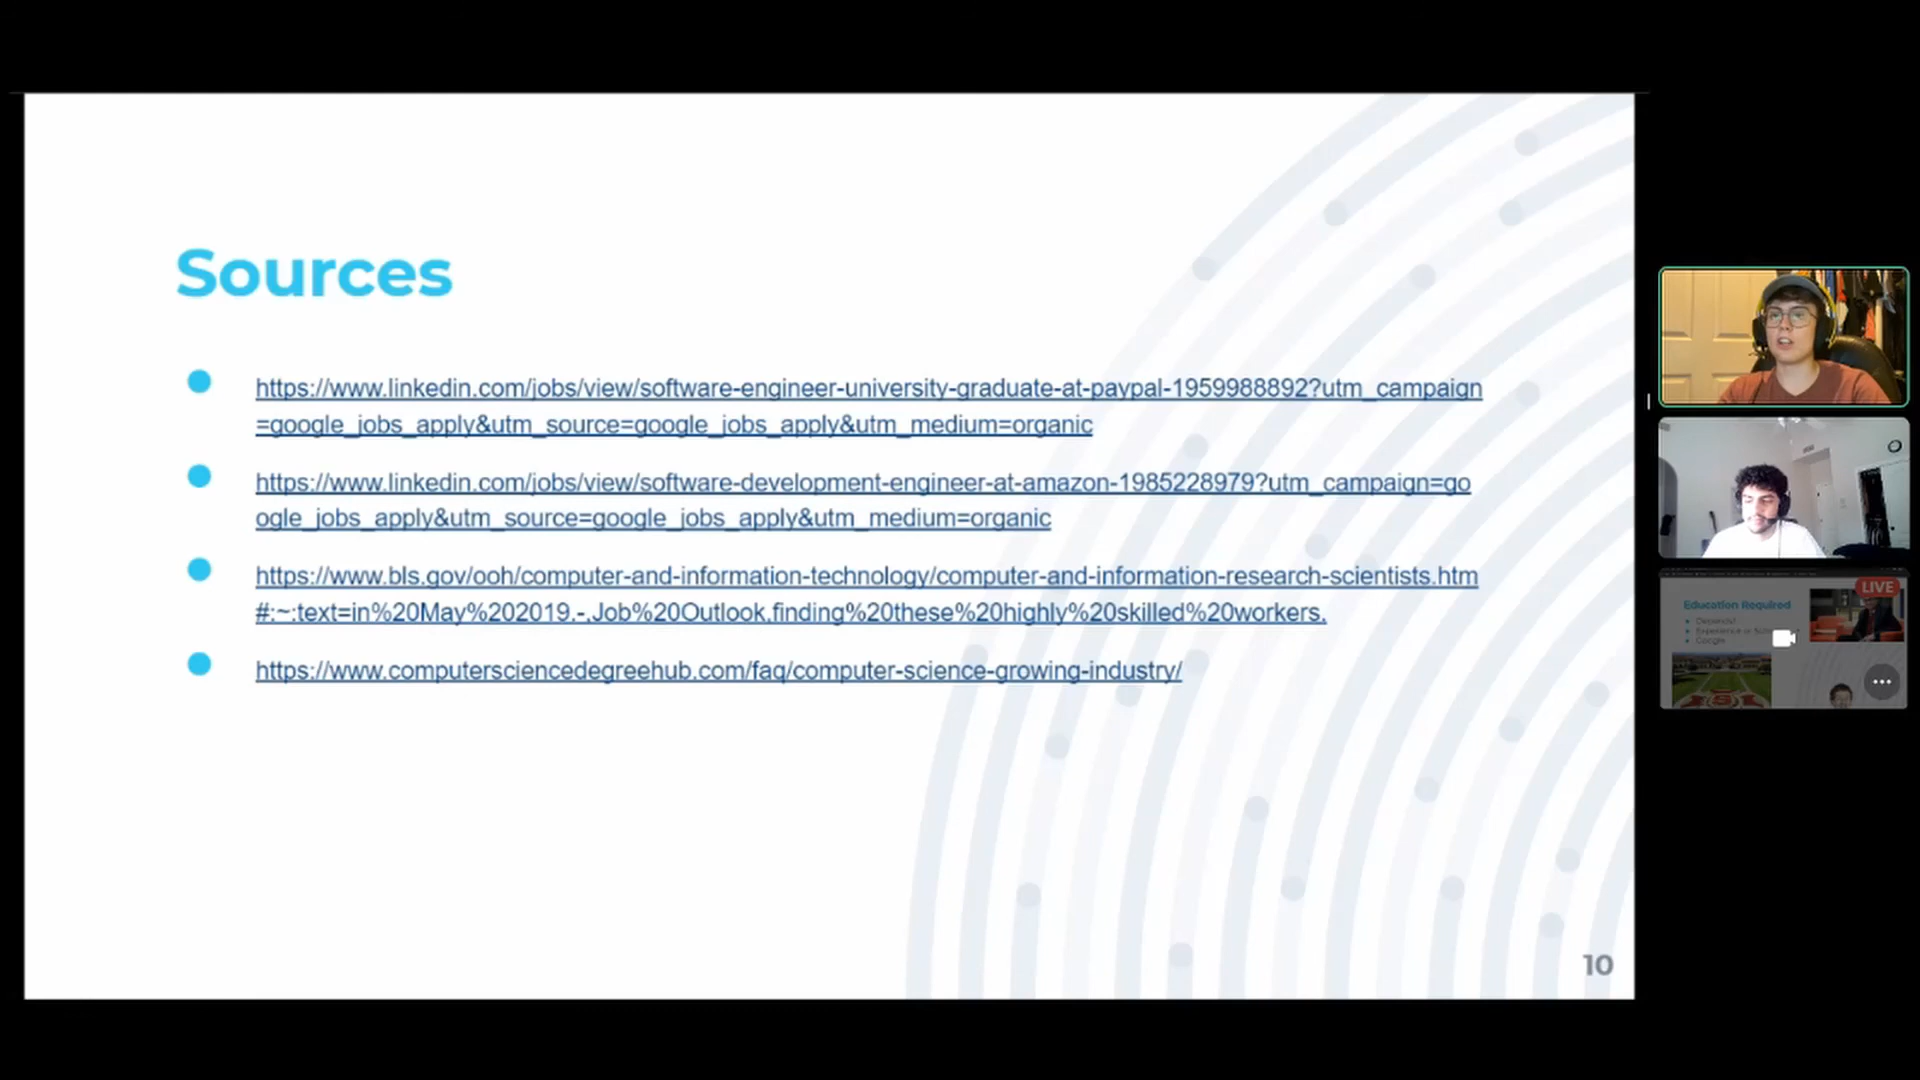 Sources
https://www.linkedin.com/jobs/view/software-engineer-university-graduate-at-paypal-1959988892?utm_campaign
=google_jobs_apply&utm_source=google_jobs_apply&utm_medium=organic
https://www.linkedin.com/jobs/view/software-development-engineer-at-amazon-1985228979?utm_campaign=go
ogle_jobs_apply&utm_source=google_jobs_apply&utm_medium=organic
https://www.bls.gov/ooh/computer-and-information-technology/computer-and-information-research-scientists.htm
#:~:text=in%20May%202019.-,Job%20Outlook,finding%20these%20highly%20skilled%20workers.
https://www.computersciencedegreehub.com/faq/computer-science-growing-industry/
10
LIVE
Education Required
Depends!
Experience or
Google